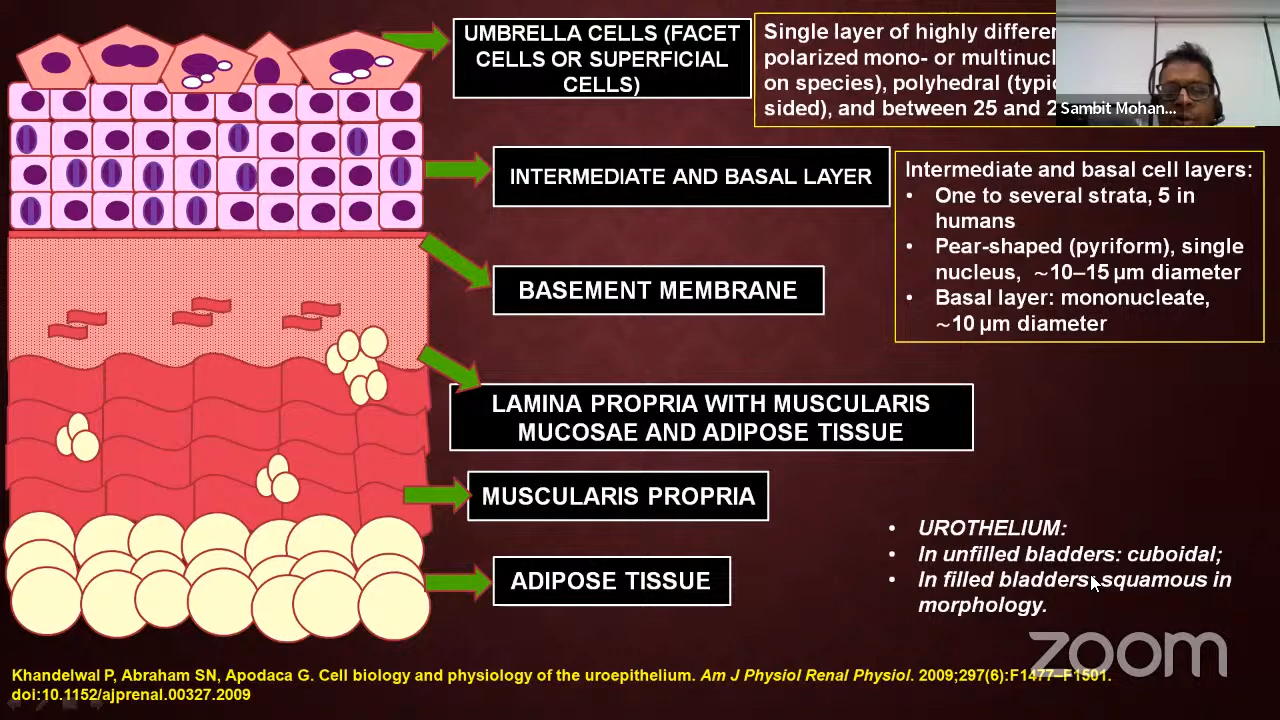 UMBRELLA CELLS (FACET
CELLS OR SUPERFICIAL
CELLS)
Single layer of highly
polarized mono- or
on species), polyhedral
sided), and between 25 and
Sambit Mohan...
INTERMEDIATE AND BASAL LAYER
Intermediate and basal cell layers:
• One to several strata, 5 in
humans
• Pear-shaped (pyriform), single
nucleus, ~10–15 µm diameter
• Basal layer: mononucleate,
~10 µm diameter
BASEMENT MEMBRANE
LAMINA PROPRIA WITH MUSCULARIS
MUCOSAE AND ADIPOSE TISSUE
MUSCULARIS PROPRIA
ADIPOSE TISSUE
• UROTHELIUM:
• In unfilled bladders: cuboidal;
• In filled bladders: squamous in
morphology.
zoom
Khandelwal P, Abraham SN, Apodaca G. Cell biology and physiology of the uroepithelium. Am J Physiol Renal Physiol. 2009;297(6):F1477–F1501.
doi:10.1152/ajprenal.00327.2009